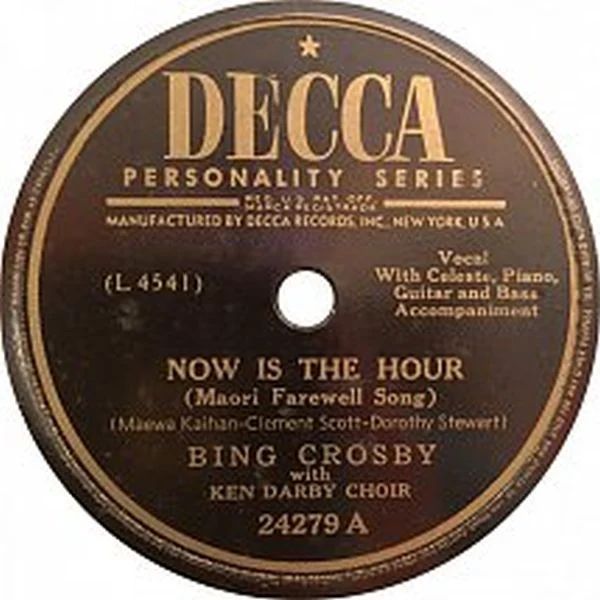 DECCA
PERSONALITY SERIES
MANUFACTURED BY DECCA RECORDS, INC., NEW YORK, U.S.A
(L 4541)
Vocal
With Celeste, Piano,
Guitar and Bass
Accompaniment
NOW IS THE HOUR
(Maori Farewell Song)
(Maewa Kaihan-Clement Scott-Dorothy Stewart)
BING CROSBY
with
KEN DARBY CHOIR
24279 A